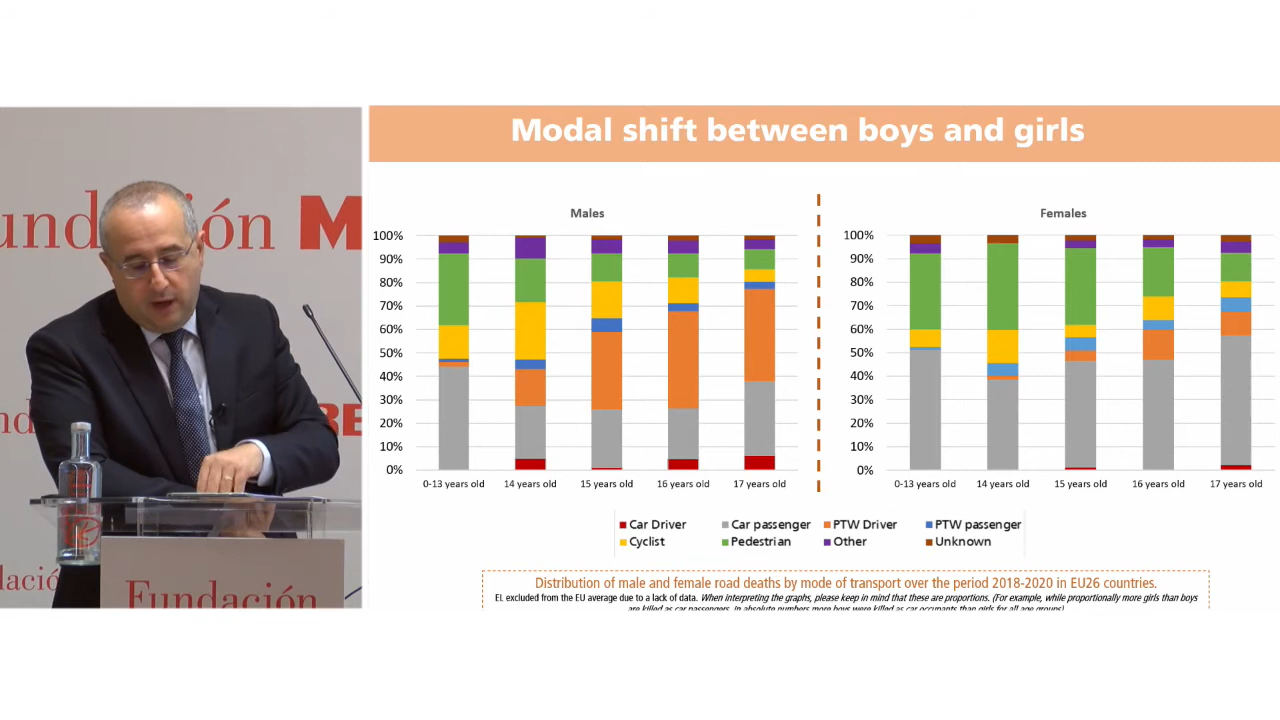 undación M
nd
BE
dació
Fundación
Modal shift between boys and girls
Males
100%
90%
80%
70%
60%
50%
40%
30%
20%
10%
0%
0-13 years old 14 years old 15 years old 16 years old 17 years old
Females
100%
90%
80%
70%
60%
50%
40%
30%
20%
10%
0%
0-13 years old 14 years old 15 years old 16 years old 17 years old
Car Driver Car passenger PTW Driver PTW passenger
Cyclist Pedestrian Other Unknown
Distribution of male and female road deaths by mode of transport over the period 2018-2020 in EU26 countries.
EL excluded from the EU average due to a lack of data. When interpreting the graphs, please keep in mind that these are proportions. (For example, while proportionally more girls than boys
are killed as car passengers, in absolute numbers more boys were killed as car occupants than girls for all age groups)